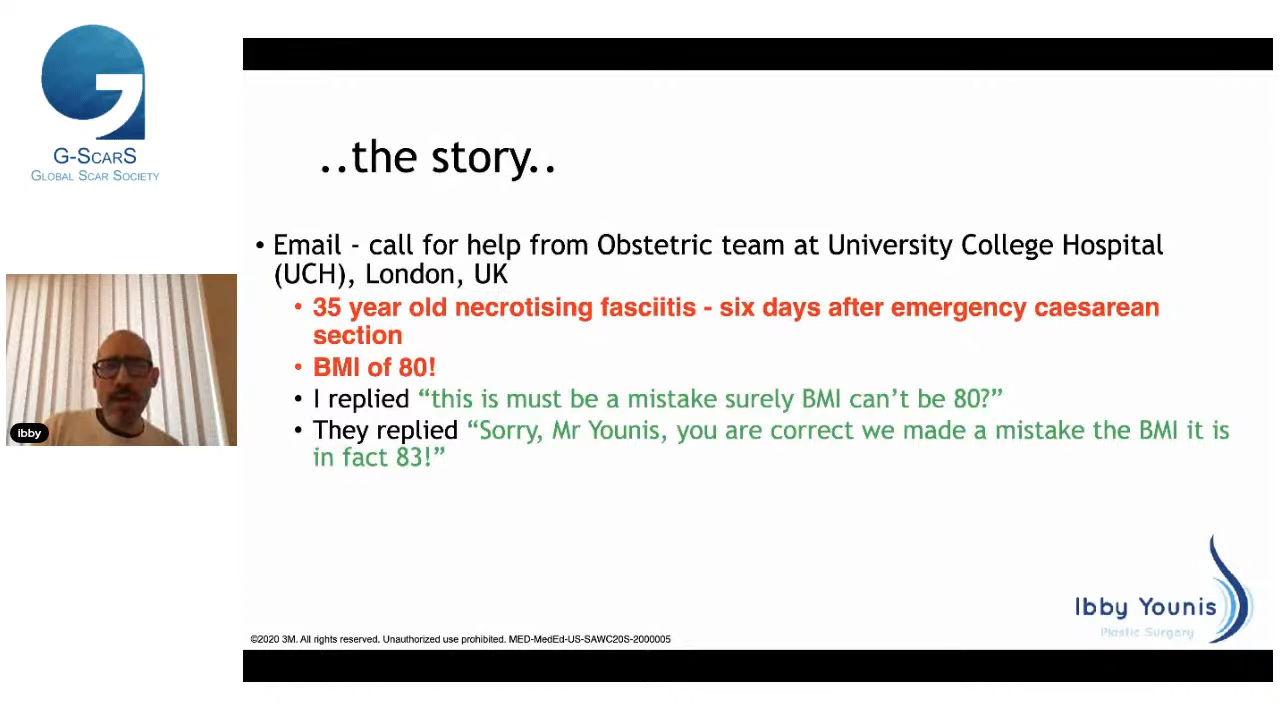 G-SCARS
GLOBAL SCAR SOCIETY
..the story..
• Email - call for help from Obstetric team at University College Hospital
(UCH), London, UK
• 35 year old necrotising fasciitis - six days after emergency caesarean
section
• BMI of 80!
• I replied “this is must be a mistake surely BMI can’t be 80?”
• They replied “Sorry, Mr Younis, you are correct we made a mistake the BMI it is
in fact 83!”
ibby
Ibby Younis
Plastic Surgery
©2020 3M. All rights reserved. Unauthorized use prohibited. MED-MedEd-US-SAWC20S-2000005